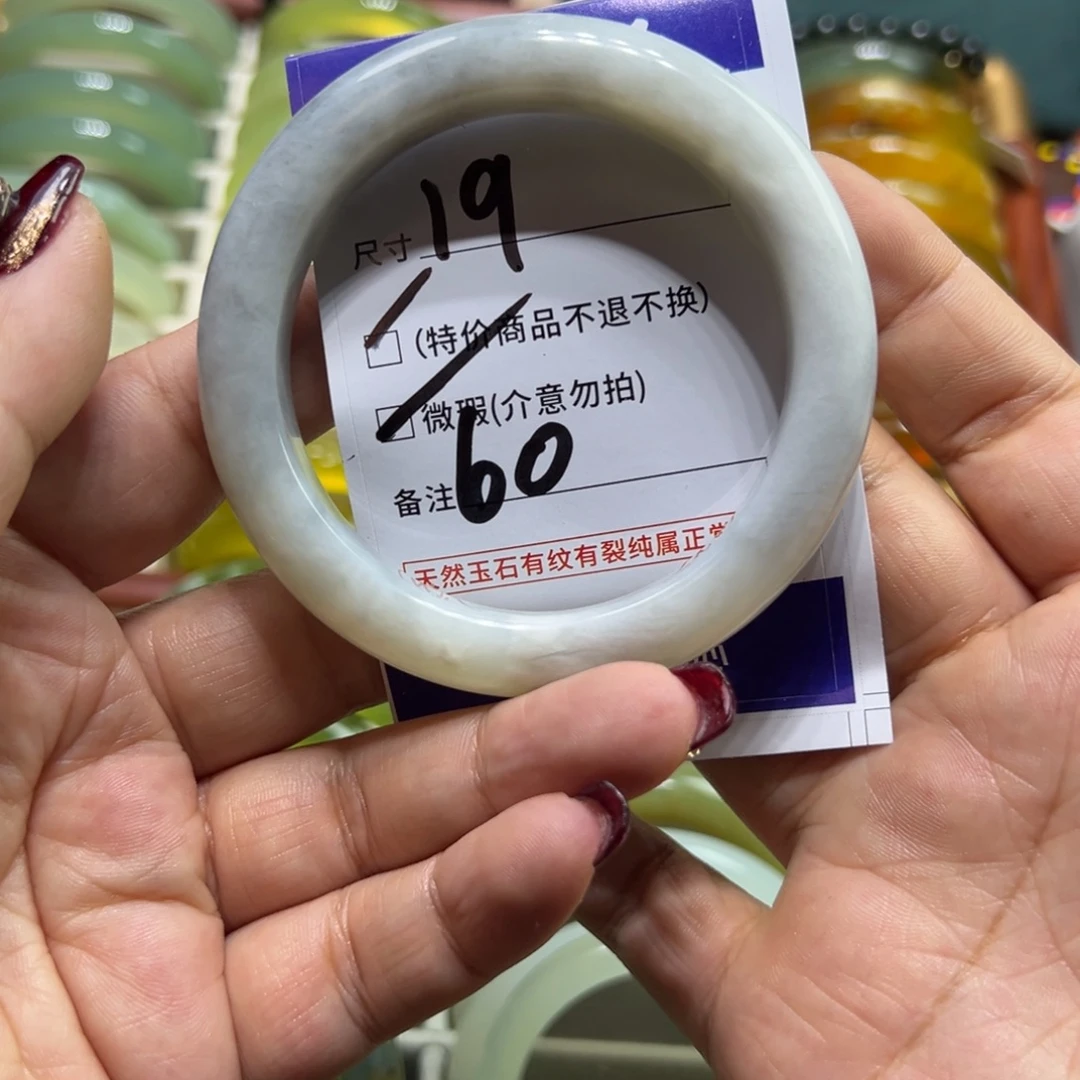 尺寸 19
(特价商品不退不换)
微瑕(介意勿拍)
备注 60
天然玉石有纹有裂纯属正常